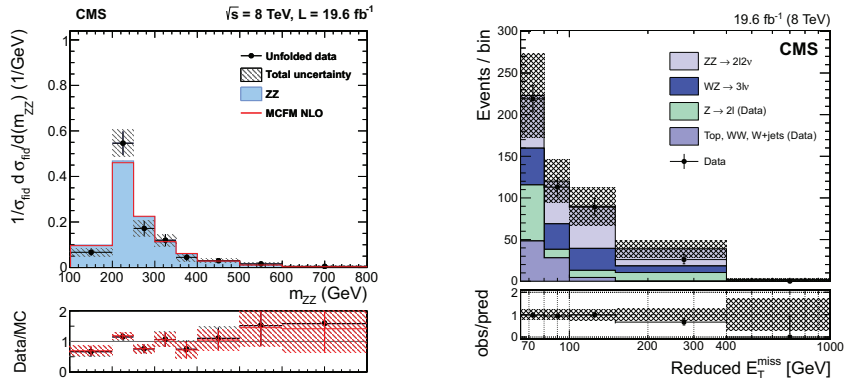 CMS
√s = 8 TeV, L = 19.6 fb⁻¹
1/σ_fid d σ_fid/d(m_ZZ) (1/GeV)
1
0.8
0.6
0.4
0.2
0
Unfolded data
Total uncertainty
ZZ
MCFM NLO
100 200 300 400 500 600 700 800
m_ZZ (GeV)
Data/MC
2
1
0
19.6 fb⁻¹ (8 TeV)
CMS
Events / bin
300
250
200
150
100
50
0
ZZ → 2l2ν
WZ → 3lν
Z → 2l (Data)
Top, WW, W+jets (Data)
Data
obs/pred
2
1
0
70 100 200 300 400 1000
Reduced E_T^miss [GeV]